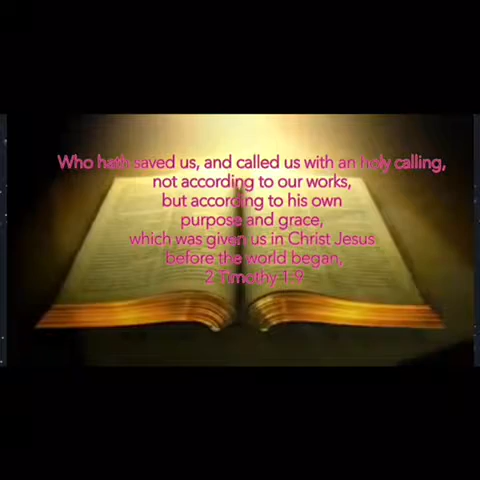 Who hath saved us, and called us with an holy calling,
not according to our works,
but according to his own
purpose and grace,
which was given us in Christ Jesus
before the world began,
2 Timothy 1-9